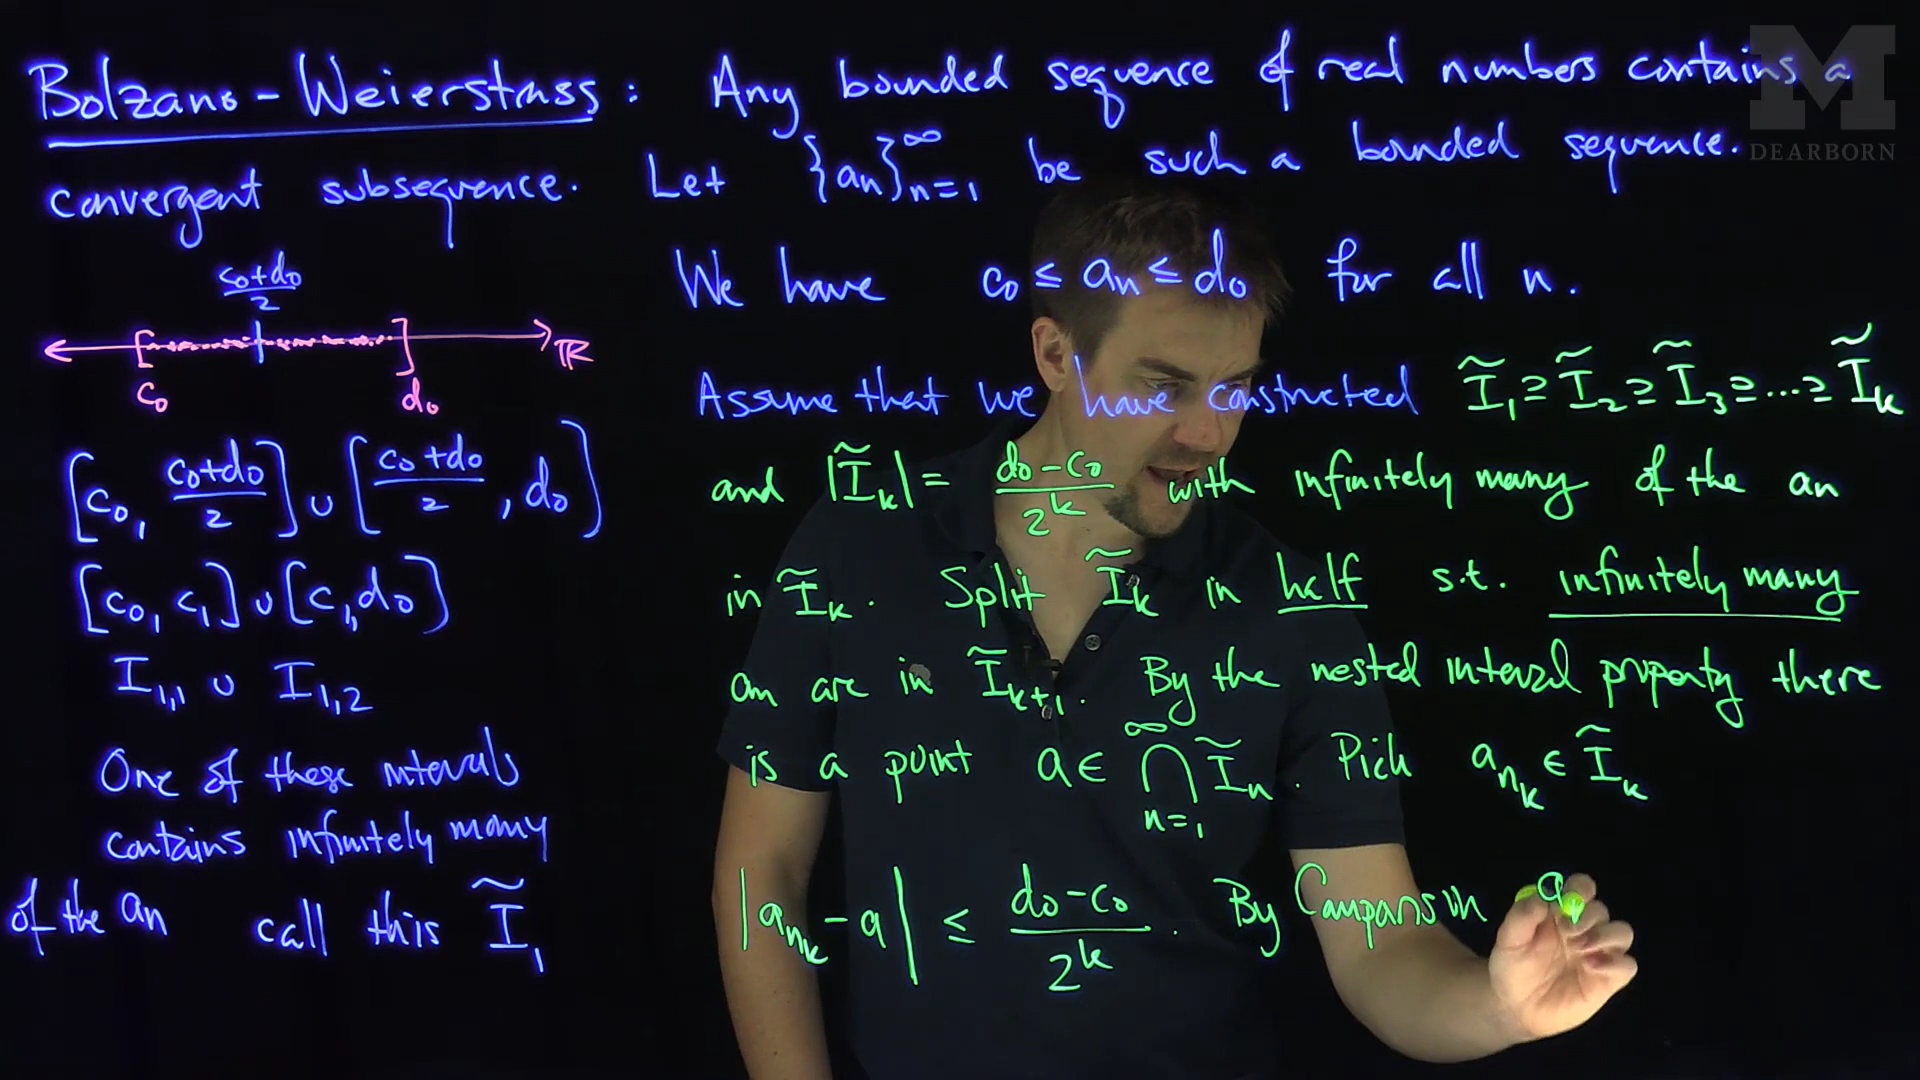 Bolzano - Weierstrass : Any bounded sequence of real numbers contains a
convergent subsequence. Let {an}∞n=1 be such a bounded sequence.
M
DEARBORN
(c₀+d₀)/2
[ ] ℝ
c₀ d₀
[c₀, (c₀+d₀)/2] ∪ [(c₀+d₀)/2, d₀]
[c₀, c₁] ∪ [c₁, d₀]
I₁,₁ ∪ I₁,₂
One of these intervals
contains infinitely many
of the an call this Ĩ₁
We have c₀ ≤ an ≤ d₀ for all n.
Assume that we have constructed Ĩ₁ ⊇ Ĩ₂ ⊇ Ĩ₃ ⊇ ... ⊇ Ĩk
and |Ĩk| = (d₀-c₀)/2^k with infinitely many of the an
in Ĩk. Split Ĩk in half s.t. infinitely many
an are in Ĩk+1. By the nested interval property there
is a point a ∈ ∞⋂n=1 Ĩn. Pick ank ∈ Ĩk
|ank - a| ≤ (d₀-c₀)/2^k. By Comparison a